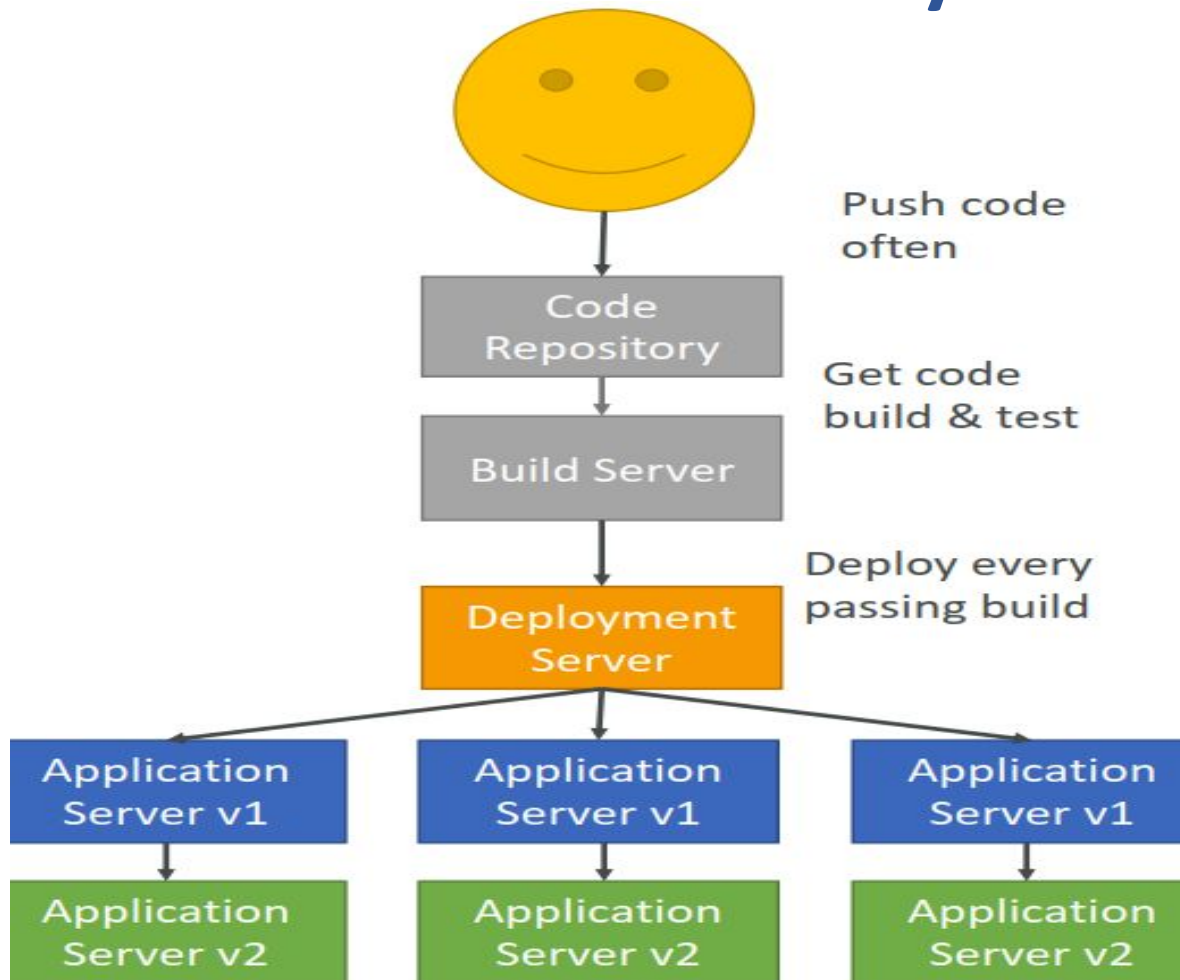 Push code
often
Code
Repository
Get code
build & test
Build Server
Deploy every
passing build
Deployment
Server
Application
Server v1
Application
Server v1
Application
Server v1
Application
Server v2
Application
Server v2
Application
Server v2